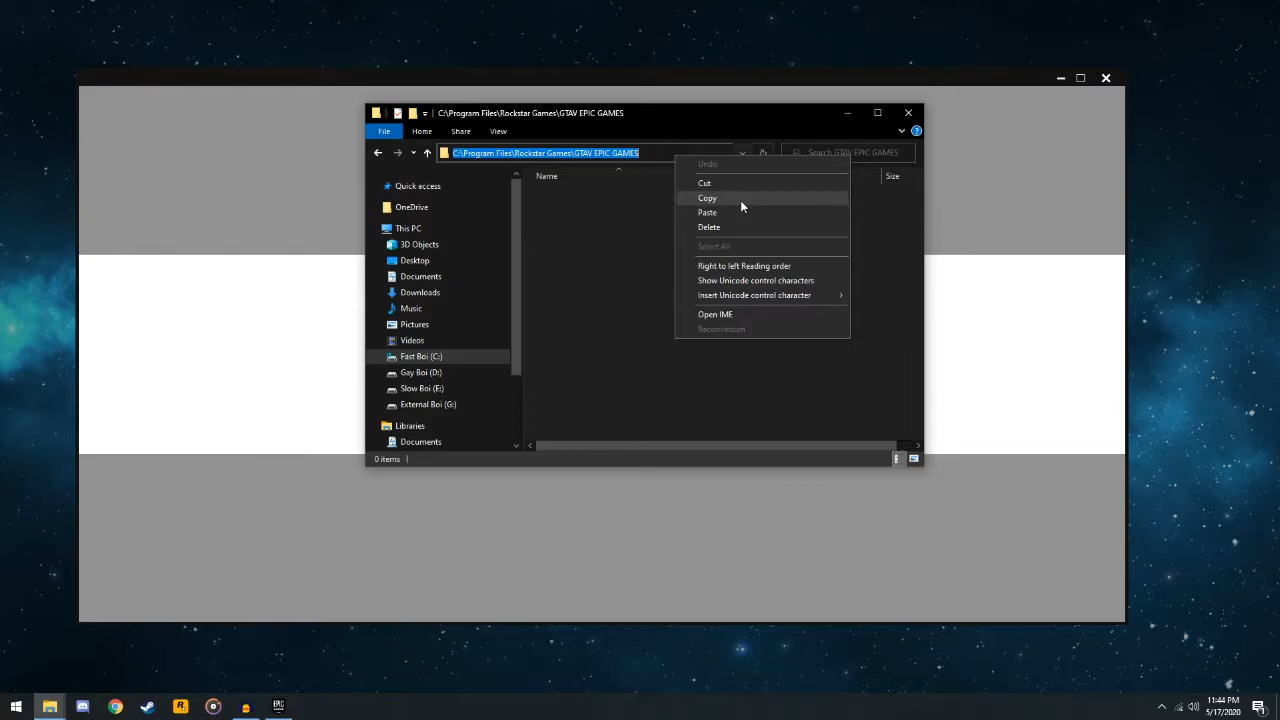 C:\Program Files\Rockstar Games\GTAV EPIC GAMES
File Home Share View
C:\Program Files\Rockstar Games\GTAV EPIC GAMES
Search GTAV EPIC GAMES
Name
Size
Quick access
OneDrive
This PC
3D Objects
Desktop
Documents
Downloads
Music
Pictures
Videos
Fast Boi (C:)
Gay Boi (D:)
Slow Boi (E:)
External Boi (G:)
Libraries
Documents
0 items
Undo
Cut
Copy
Paste
Delete
Select All
Right to left Reading order
Show Unicode control characters
Insert Unicode control character
Open IME
Reconversion
EPIC
GAMES
11:44 PM
5/17/2020
1